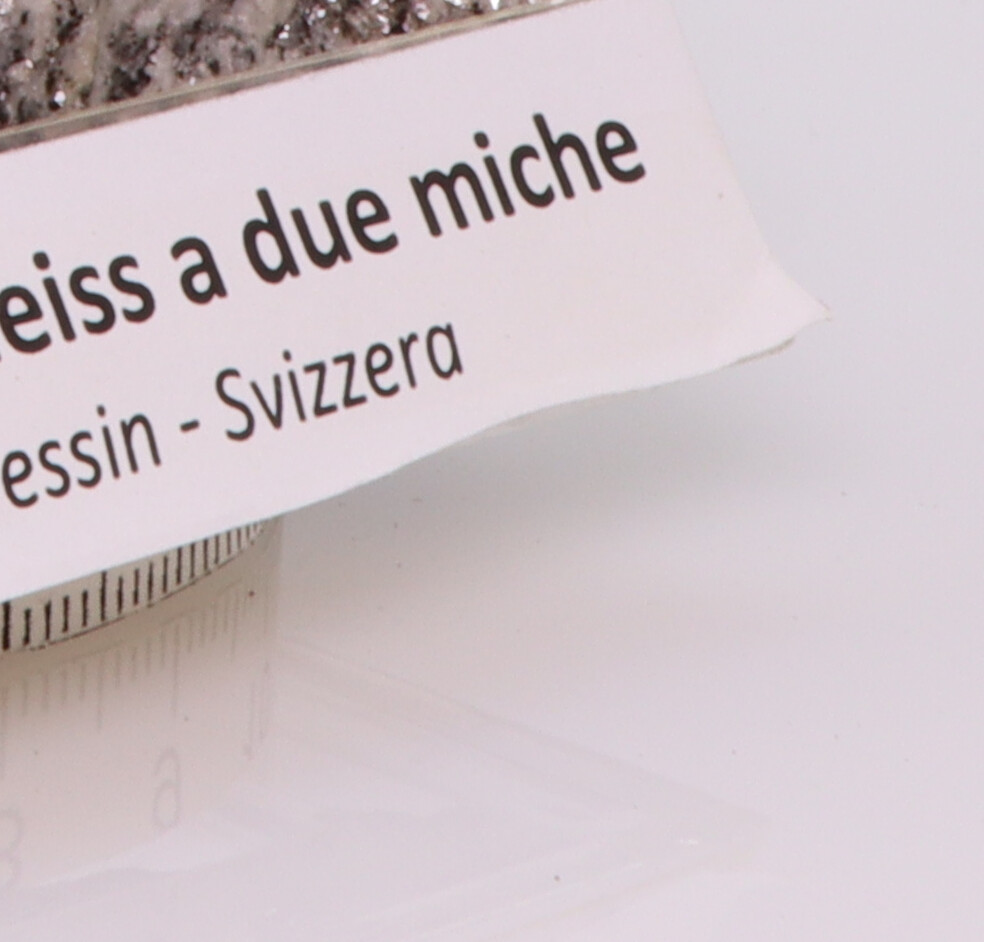 eiss a due miche
essin - Svizzera